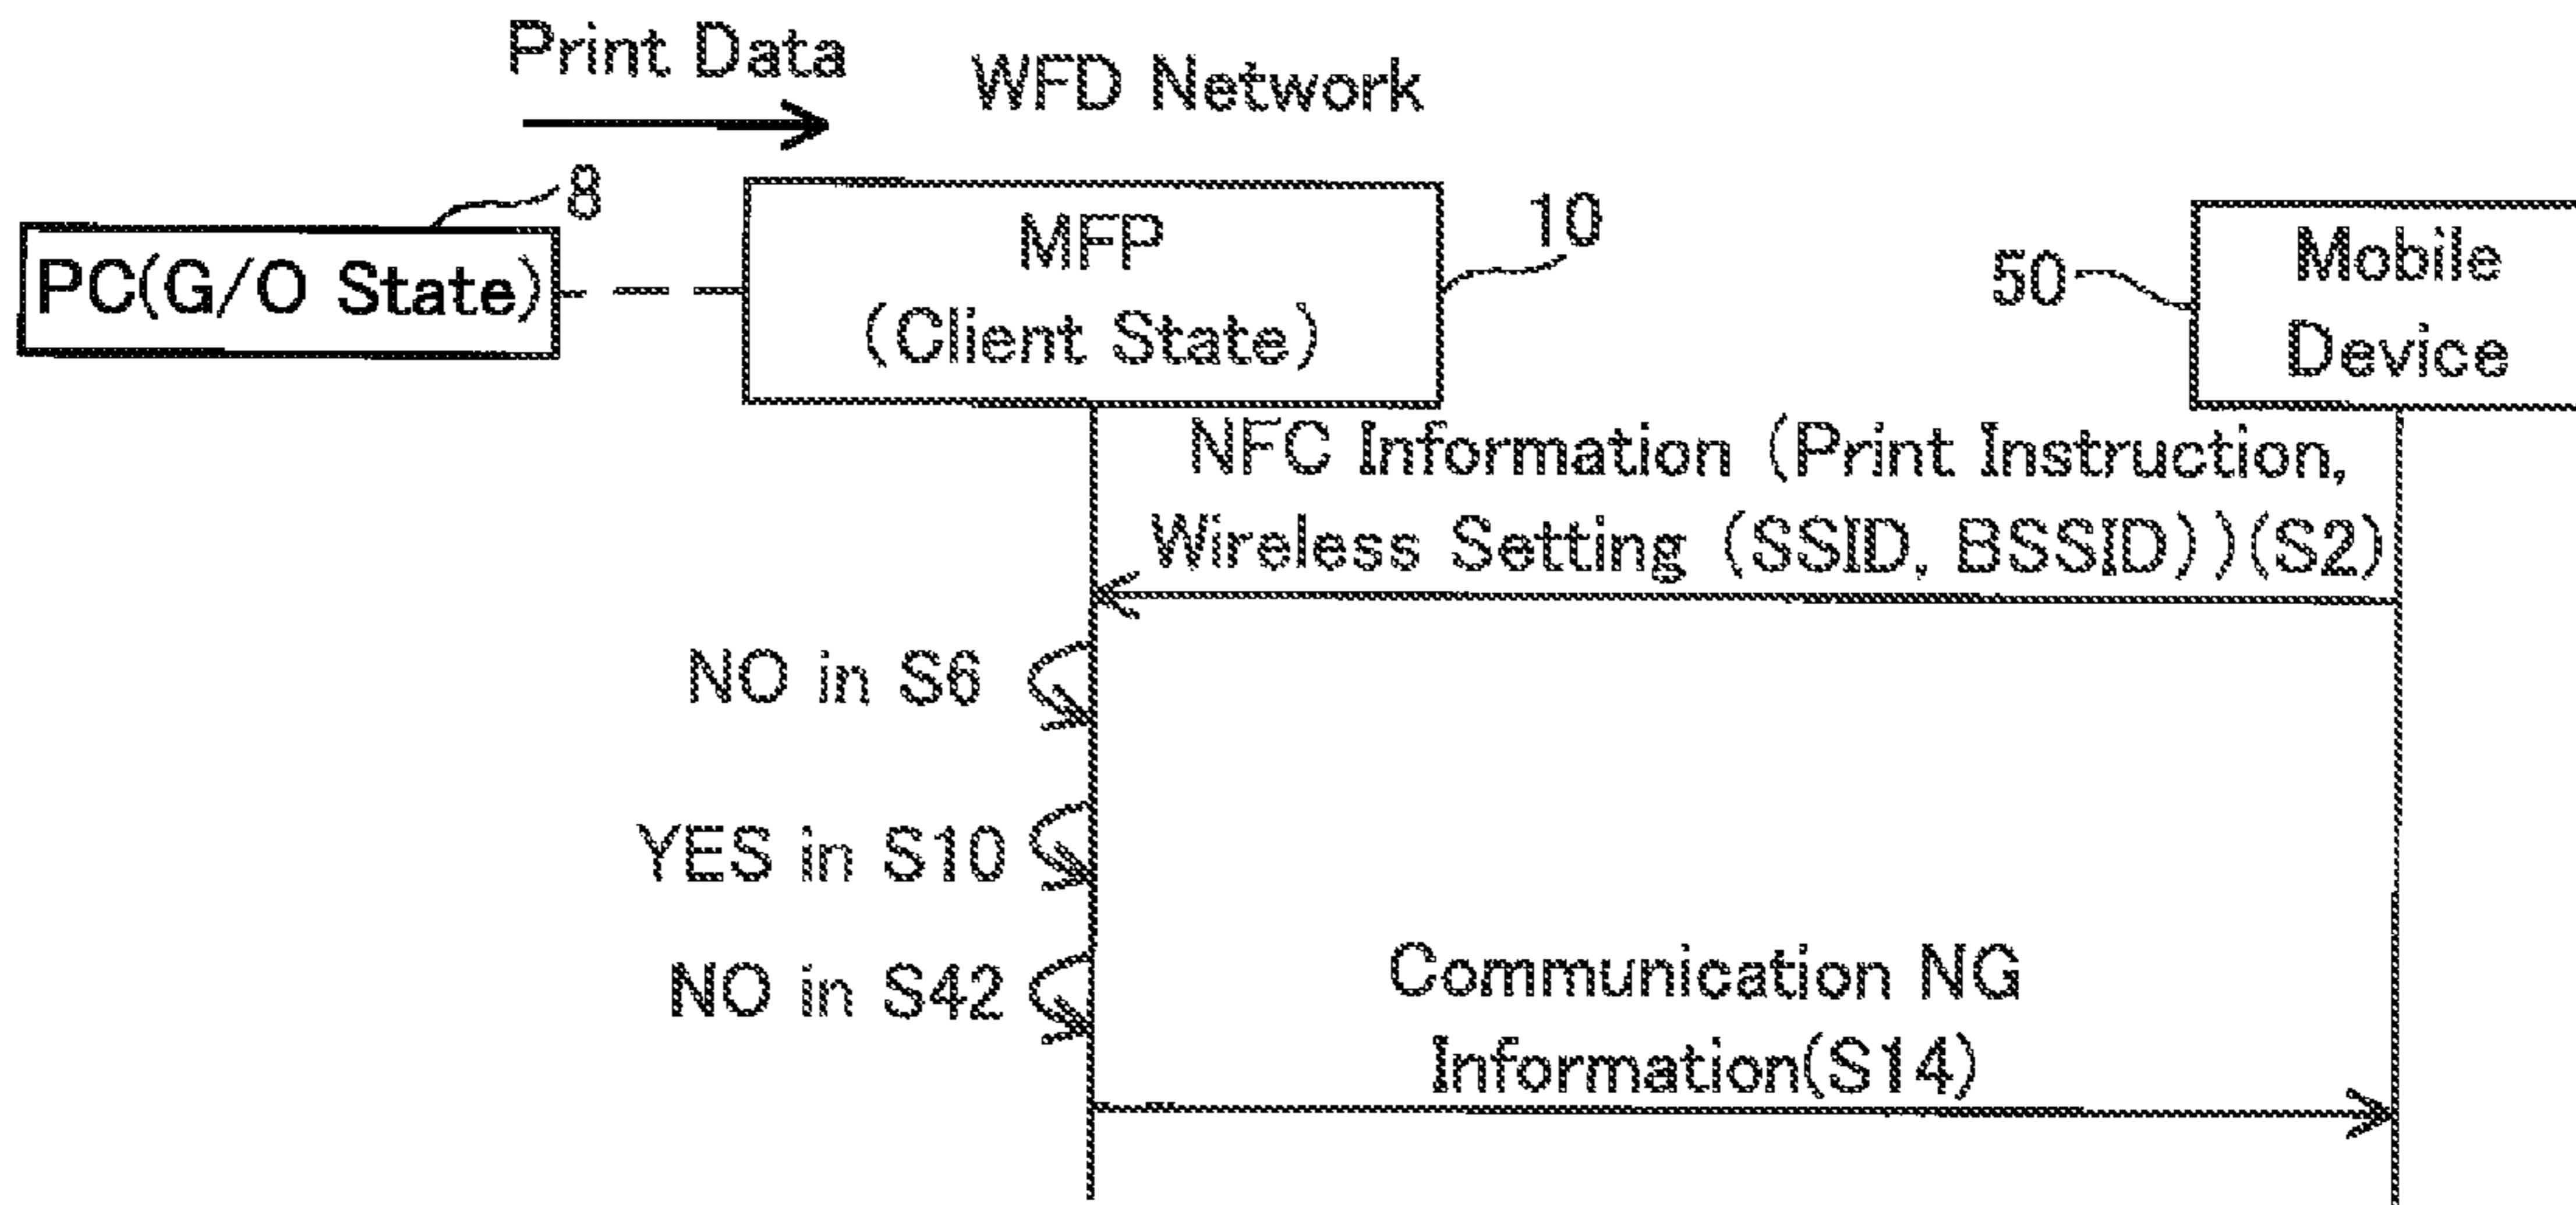 Print Data
WFD Network
8
PC(G/O State)
MFP
(Client State)
10
50
Mobile
Device
NFC Information (Print Instruction,
Wireless Setting (SSID, BSSID))(S2)
NO in S6
YES in S10
NO in S42
Communication NG
Information(S14)